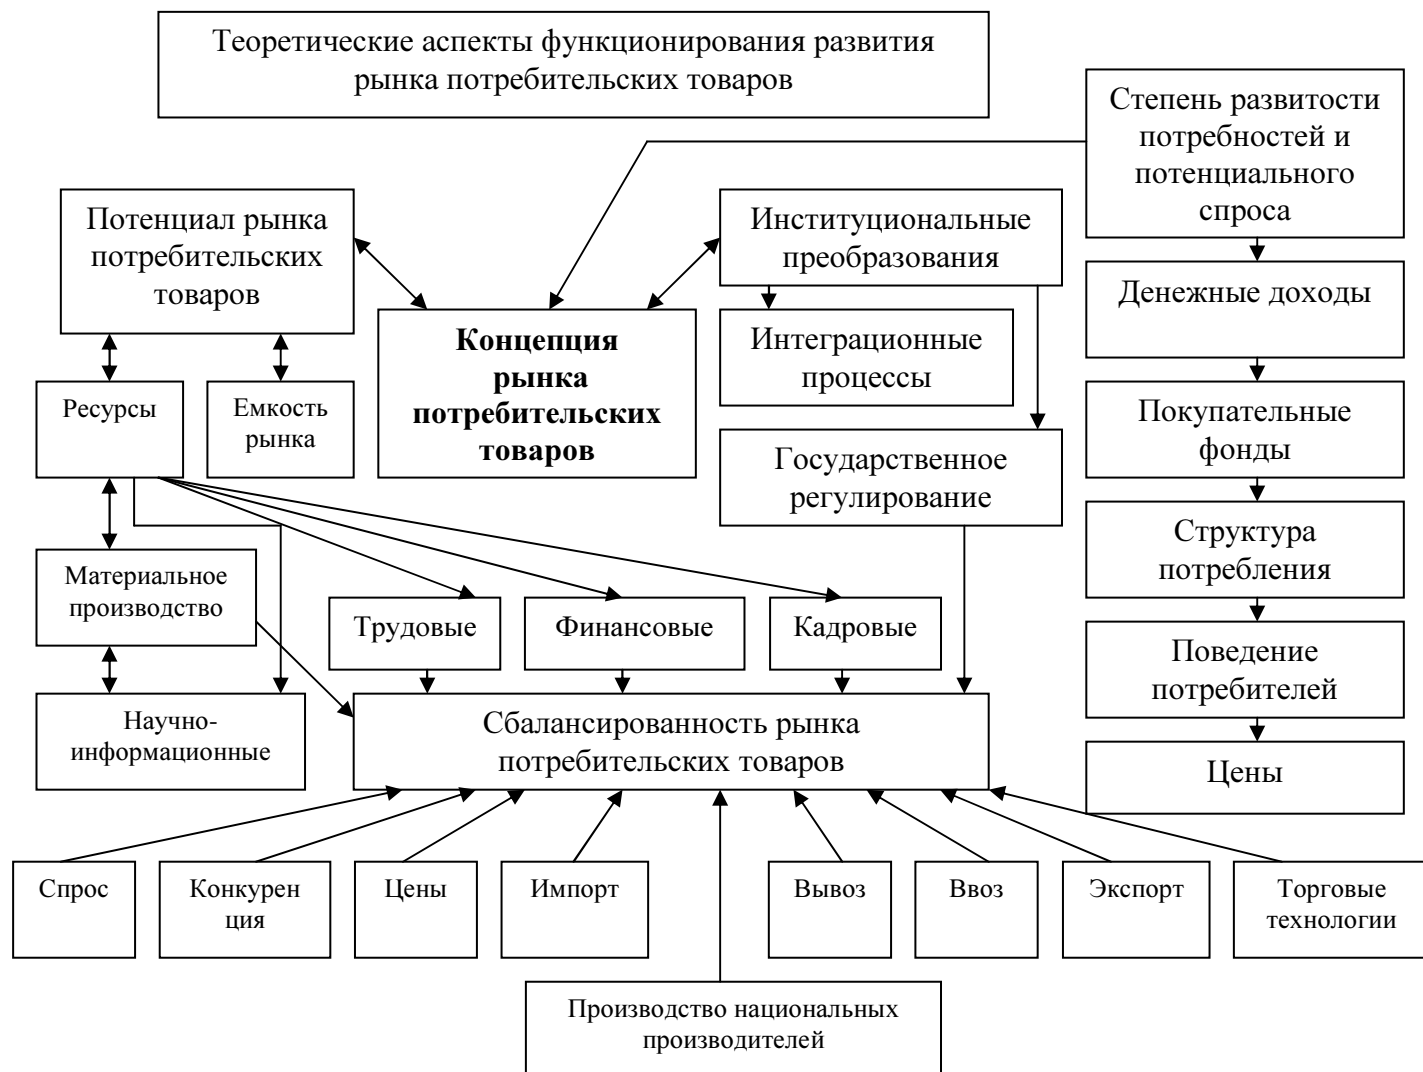 Теоретические аспекты функционирования развития
рынка потребительских товаров
Степень развитости
потребностей и
потенциального
спроса
Потенциал рынка
потребительских
товаров
Институциональные
преобразования
Денежные доходы
Концепция
рынка
потребительских
товаров
Интеграционные
процессы
Ресурсы
Емкость
рынка
Покупательные
фонды
Государственное
регулирование
Структура
потребления
Материальное
производство
Трудовые
Финансовые
Кадровые
Поведение
потребителей
Научно-
информационные
Сбалансированность рынка
потребительских товаров
Цены
Спрос
Конкурен
ция
Цены
Импорт
Вывоз
Ввоз
Экспорт
Торговые
технологии
Производство национальных
производителей